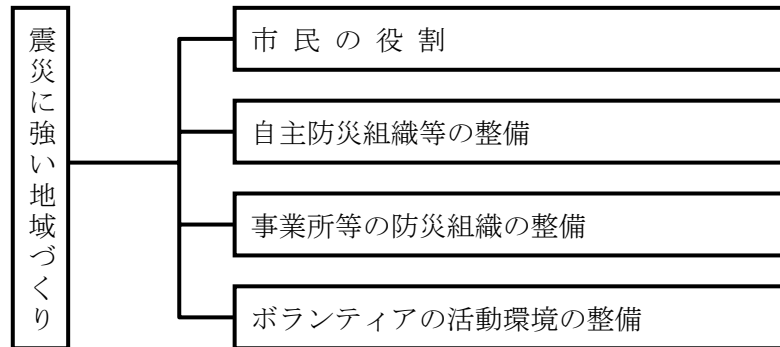 震災に強い地域づくり
市民の役割
自主防災組織等の整備
事業所等の防災組織の整備
ボランティアの活動環境の整備